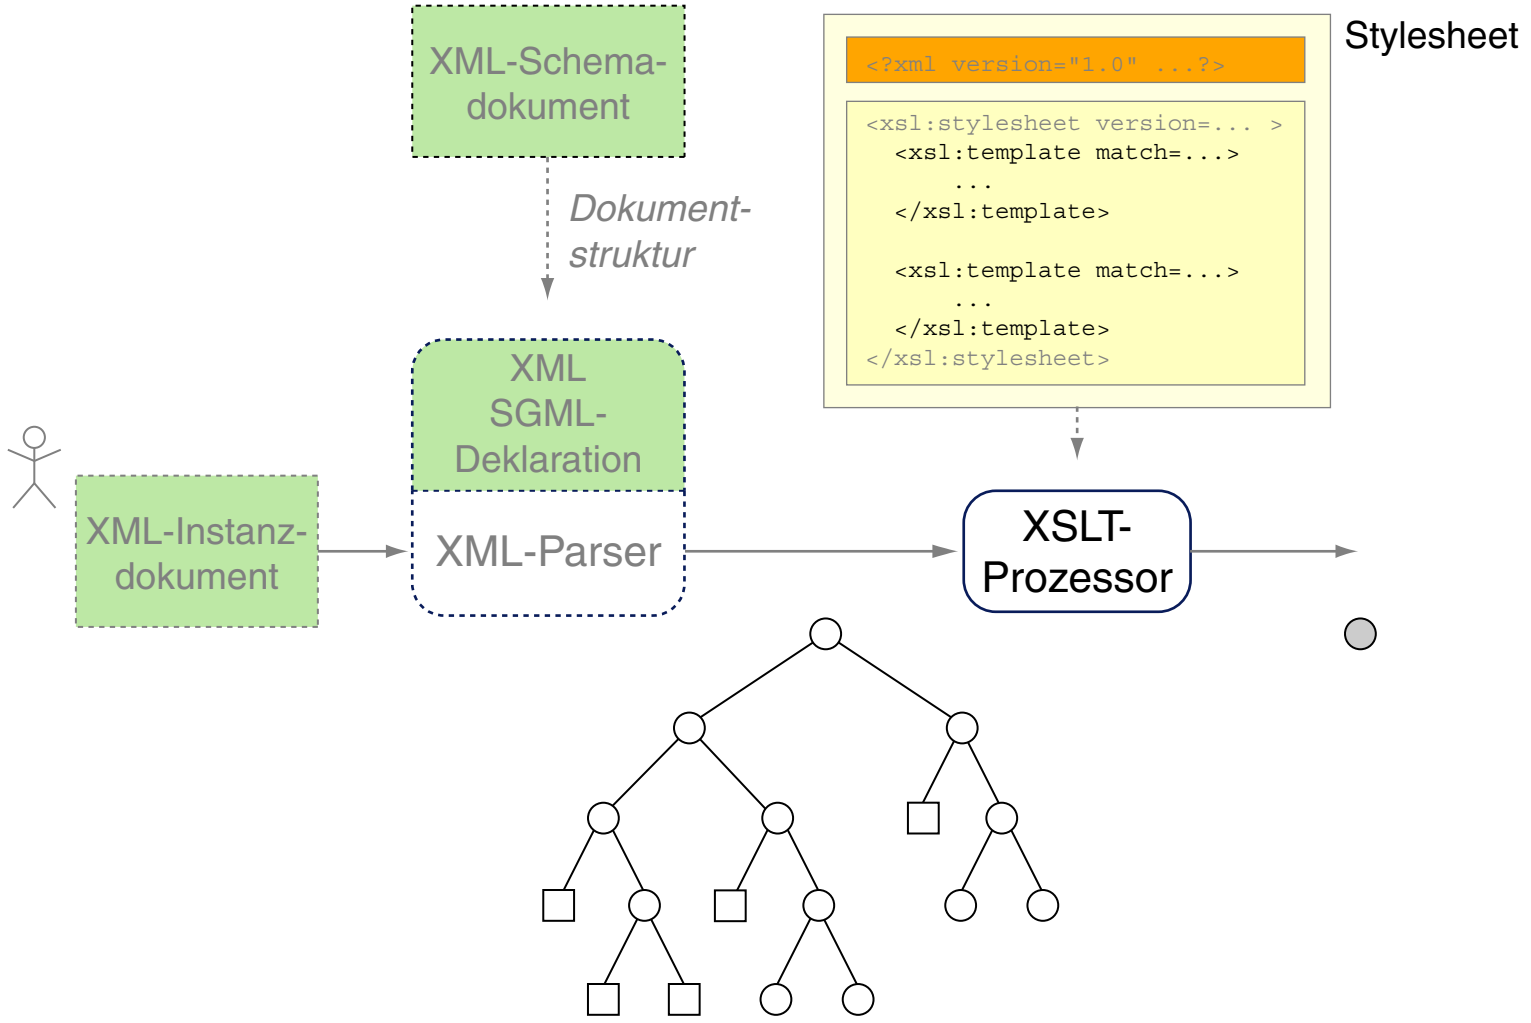 XML-Schema-
dokument
Dokument-
struktur
XML
SGML-
Deklaration
XML-Parser
XML-Instanz-
dokument
Stylesheet
<?xml version="1.0" ...?>
<xsl:stylesheet version=... >
<xsl:template match=...>
...
</xsl:template>
<xsl:template match=...>
...
</xsl:template>
</xsl:stylesheet>
XSLT-
Prozessor